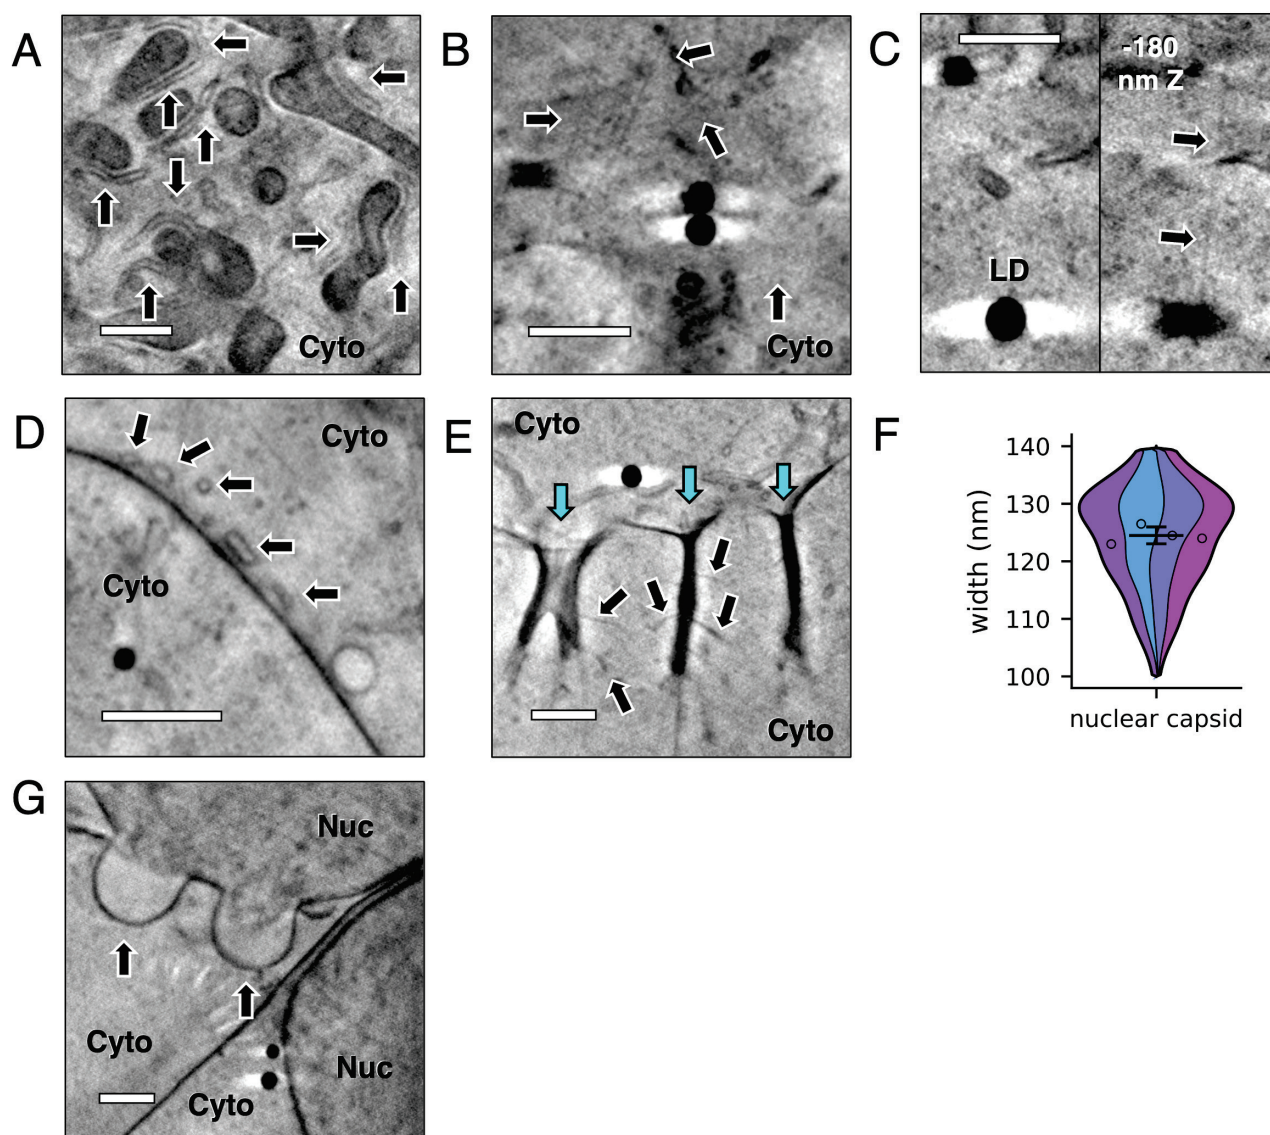 A
Cyto
B
Cyto
C
-180
nm Z
LD
D
Cyto
Cyto
E
Cyto
Cyto
F
140
130
120
110
100
width (nm)
nuclear capsid
G
Nuc
Cyto
Nuc
Cyto